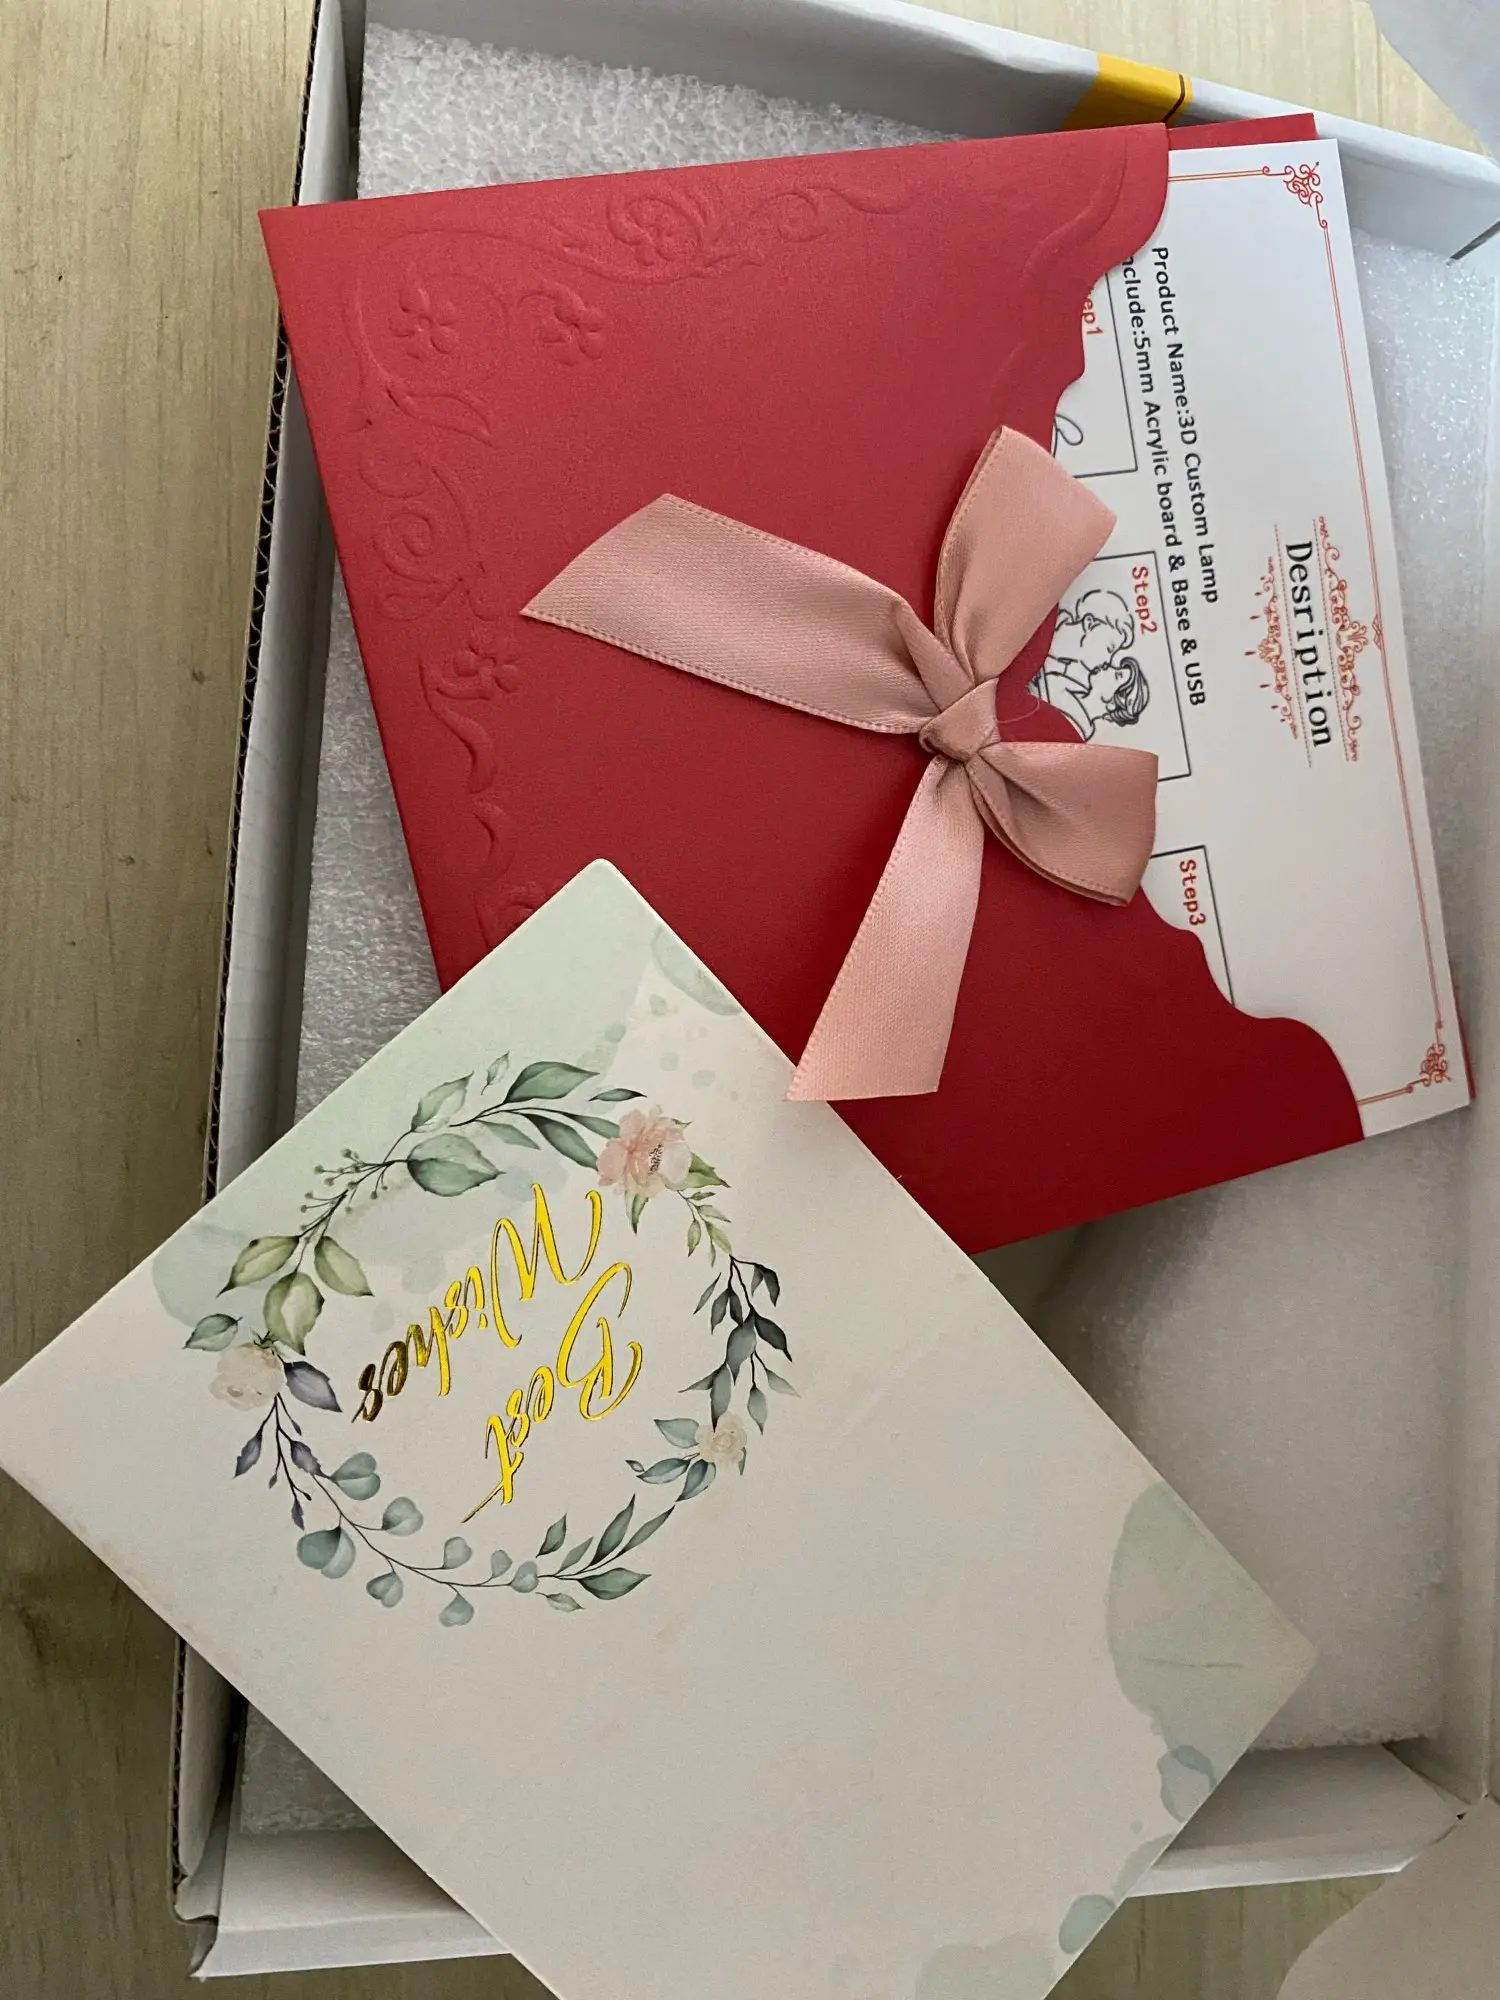 Desription
Product Name:3D Custom Lamp
nclude:5mm Acrylic board & Base & USB
ep1
Step2
Step3
Best
Wishes